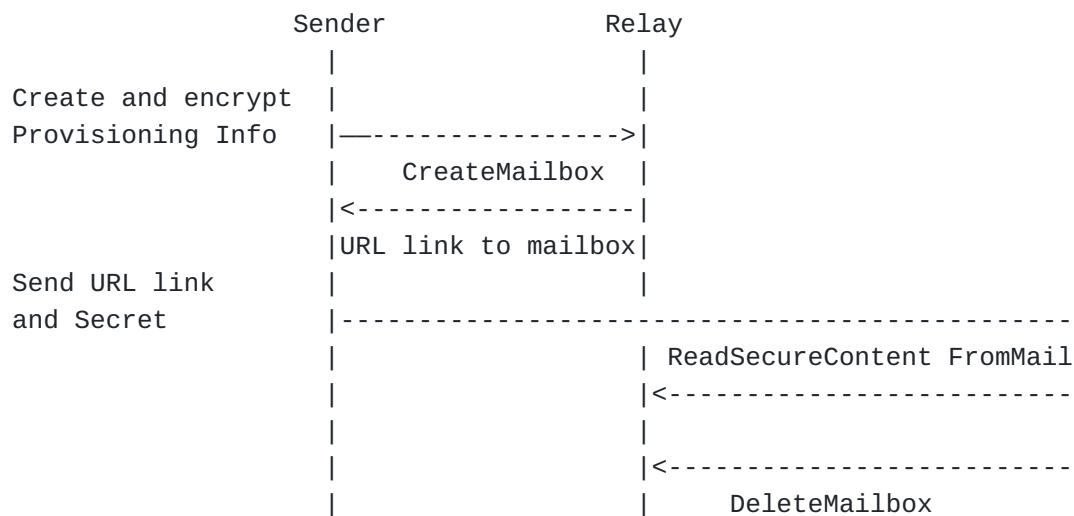 Sender Relay
Create and encrypt
Provisioning Info
CreateMailbox
URL link to mailbox
Send URL link
and Secret
ReadSecureContent FromMail
DeleteMailbox